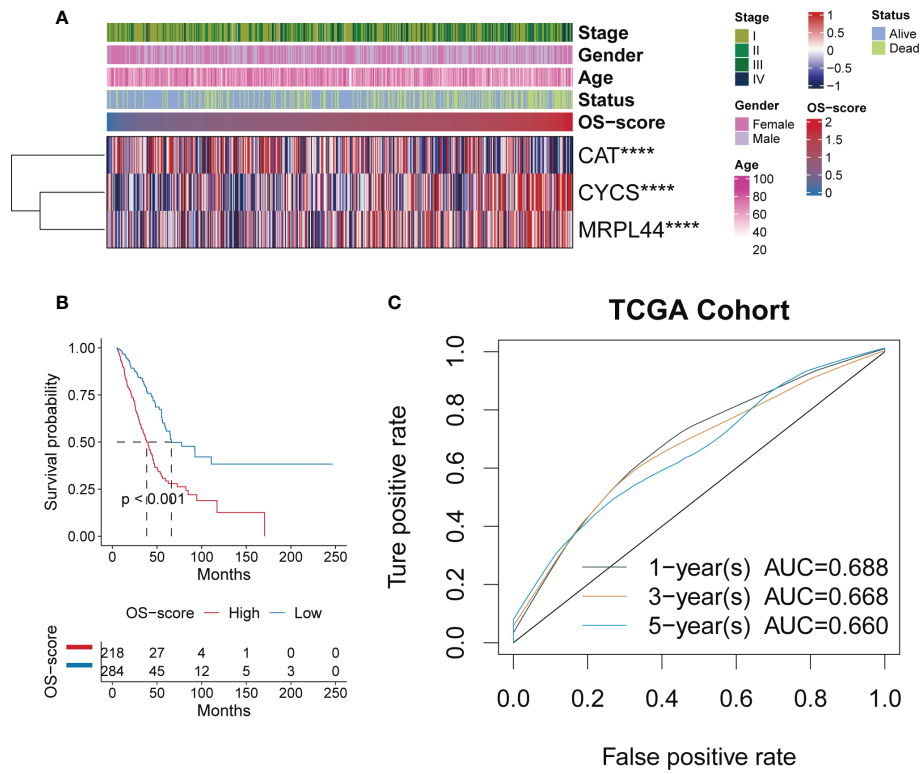 A
Stage
Gender
Age
Status
OS−score
CAT****
CYCS****
MRPL44****
Stage
I
II
III
IV
Gender
Female
Male
Age
100
80
60
40
20
1
0.5
0
−0.5
−1
OS−score
2
1.5
1
0.5
0
Status
Alive
Dead
B
Survival probability
1.00
0.75
0.50
0.25
0.00
p < 0.001
0 50 100 150 200 250
Months
OS−score High Low
OS−score
218 27 4 1 0 0
284 45 12 5 3 0
0 50 100 150 200 250
Months
C
TCGA Cohort
Ture positive rate
1.0
0.8
0.6
0.4
0.2
0.0
1−year(s) AUC=0.688
3−year(s) AUC=0.668
5−year(s) AUC=0.660
0.0 0.2 0.4 0.6 0.8 1.0
False positive rate